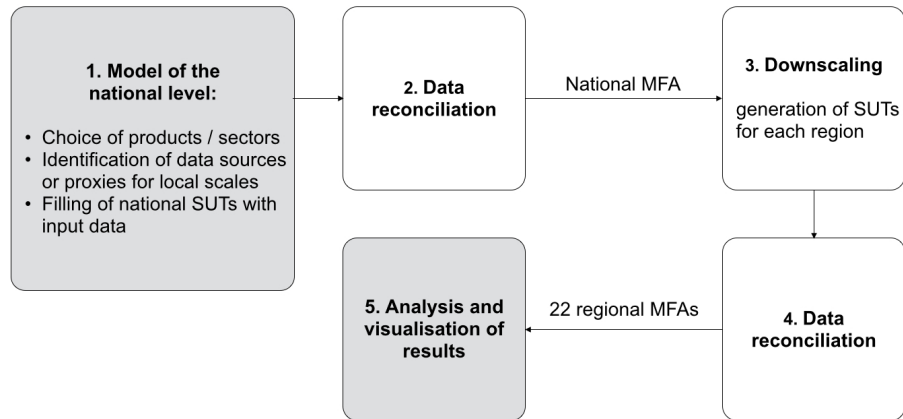 1. Model of the
national level:
• Choice of products / sectors
• Identification of data sources
or proxies for local scales
• Filling of national SUTs with
input data
2. Data
reconciliation
National MFA
3. Downscaling
generation of SUTs
for each region
4. Data
reconciliation
22 regional MFAs
5. Analysis and
visualisation of
results